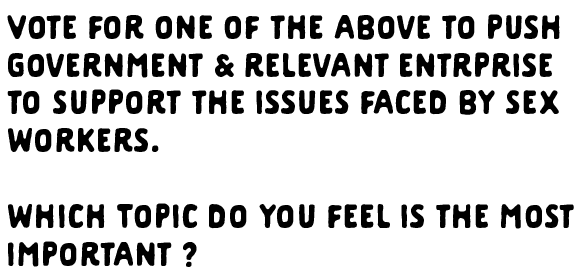 VOTE FOR ONE OF THE ABOVE TO PUSH
GOVERNMENT & RELEVANT ENTRPRISE
TO SUPPORT THE ISSUES FACED BY SEX
WORKERS.
WHICH TOPIC DO YOU FEEL IS THE MOST
IMPORTANT ?